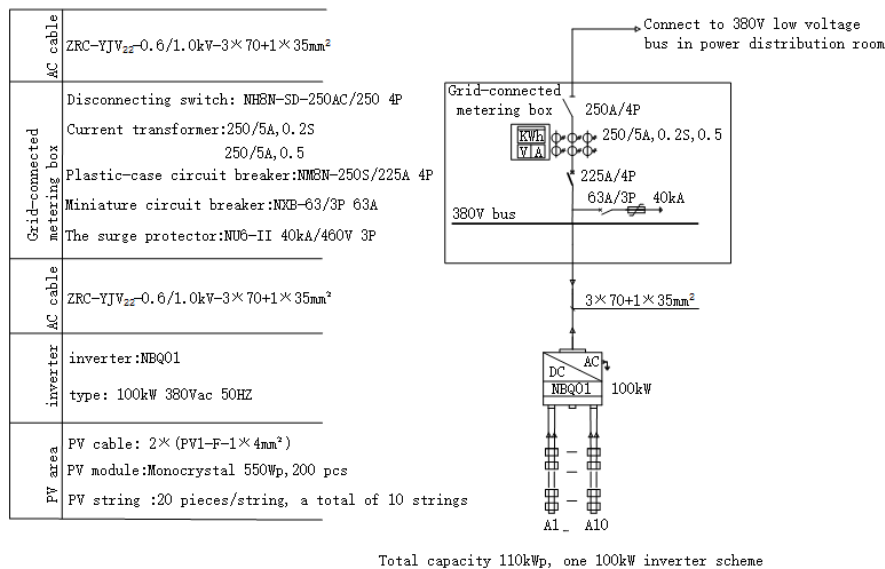 AC cable
ZRC-YJV₂₂-0.6/1.0kV-3×70+1×35mm²
Grid-connected
metering box
Disconnecting switch: NH8N-SD-250AC/250 4P
Current transformer:250/5A,0.2S
250/5A,0.5
Plastic-case circuit breaker:NM8N-250S/225A 4P
Miniature circuit breaker:NXB-63/3P 63A
The surge protector:NU6-II 40kA/460V 3P
AC cable
ZRC-YJV₂₂-0.6/1.0kV-3×70+1×35mm²
inverter
inverter:NBQ01
type: 100kW 380Vac 50HZ
PV area
PV cable: 2×(PV1-F-1×4mm²)
PV module:Monocrystal 550Wp,200 pcs
PV string :20 pieces/string, a total of 10 strings
Connect to 380V low voltage
bus in power distribution room
Grid-connected
metering box
250A/4P
KWh
V A
250/5A,0.2S,0.5
225A/4P
63A/3P 40kA
380V bus
3×70+1×35mm²
DC AC
NBQ01
100kW
A1_ A10
Total capacity 110kWp, one 100kW inverter scheme